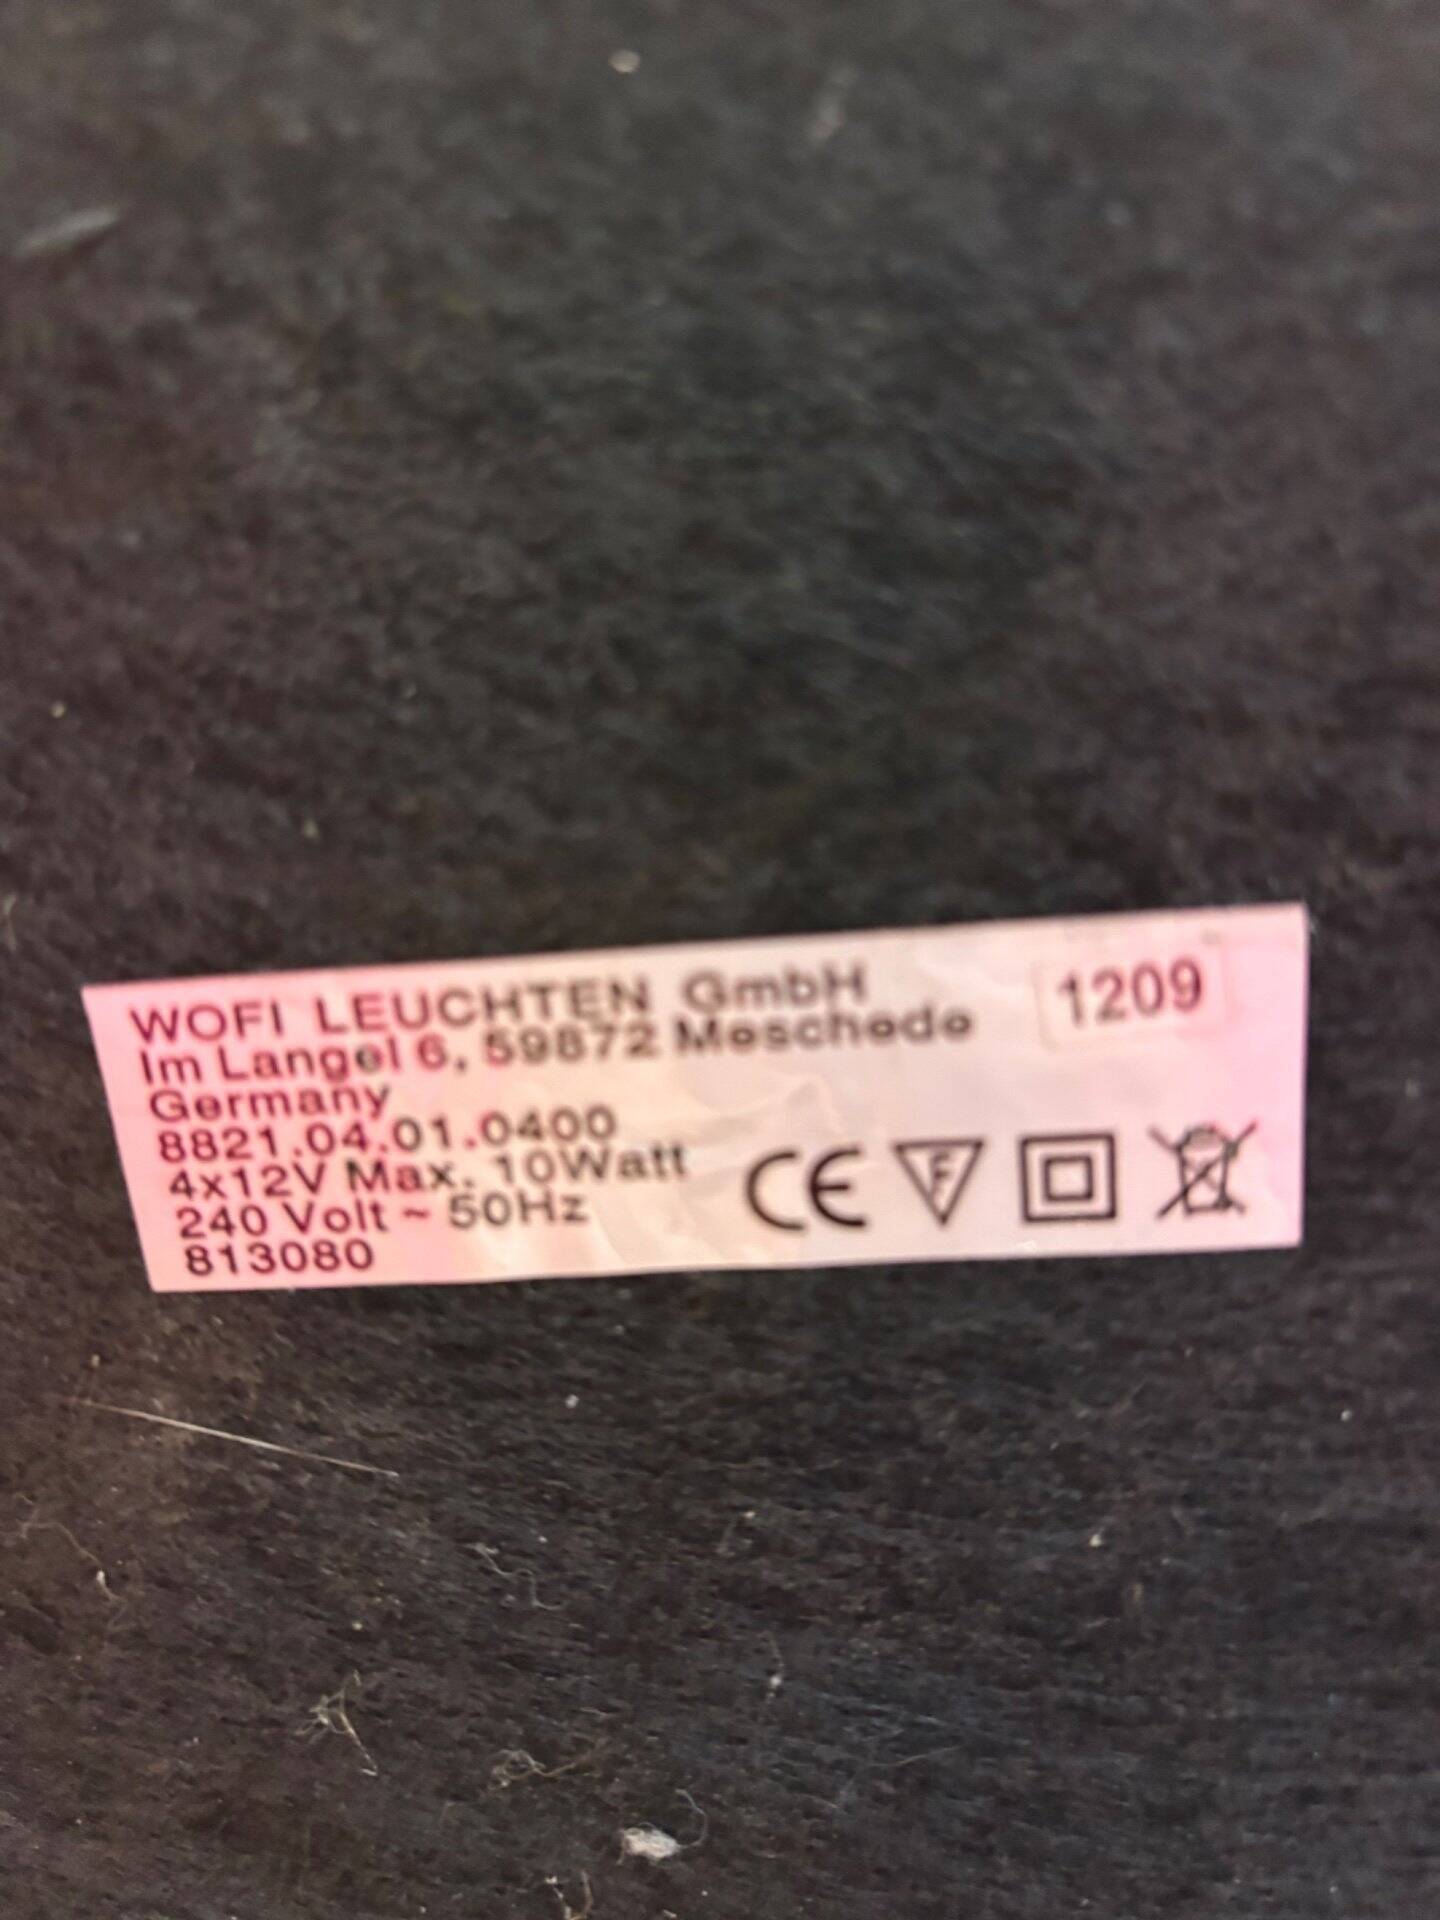 WOFI LEUCHTEN GmbH
1209
Im Langel 6, 59872 Meschede
Germany
8821.04.01.0400
4x12V Max. 10Watt
240 Volt ~ 50Hz
813080
CE F